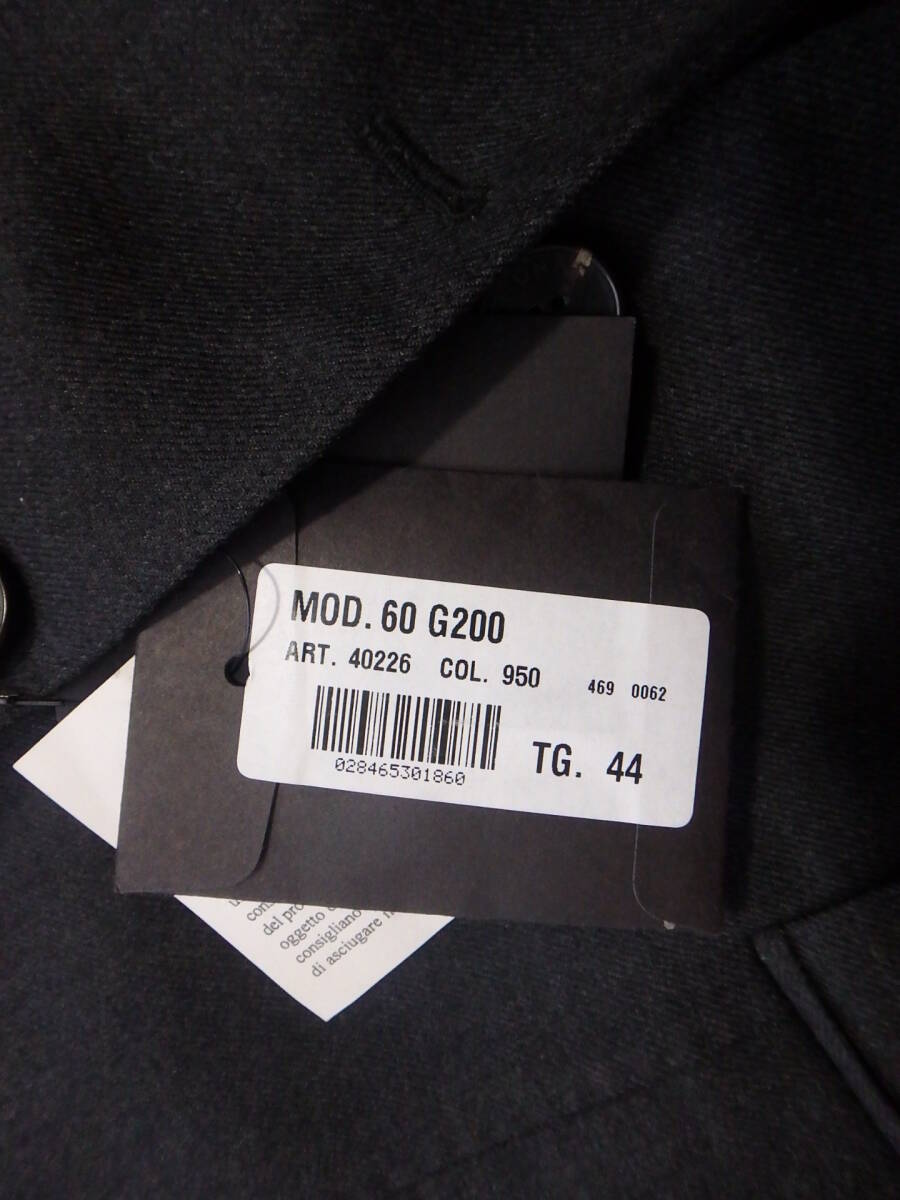 MOD. 60 G200
ART. 40226 COL. 950 469 0062
028465301860
TG. 44
del pro
oggetto
consigliano
di asciugare